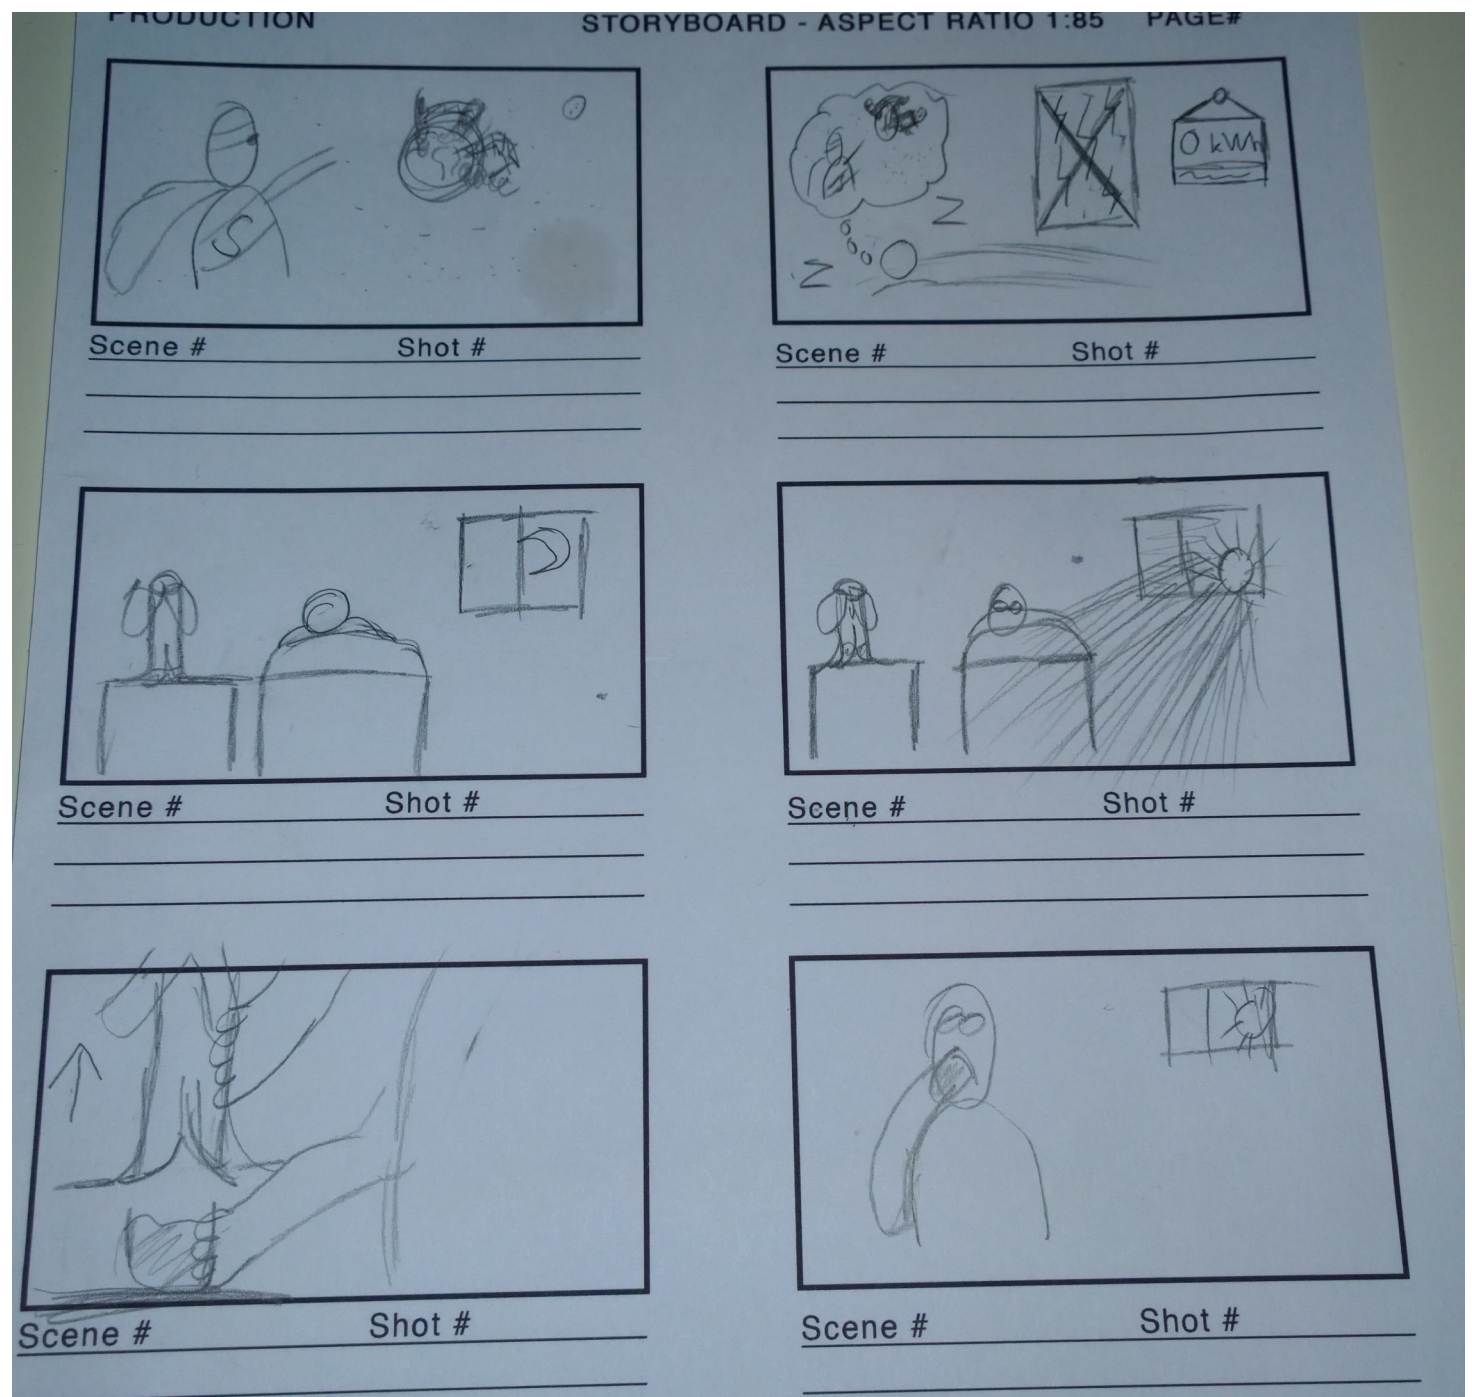 PRODUCTION STORYBOARD - ASPECT RATIO 1:85 PAGE#
S
Z
Z
0 kWh
Scene # Shot #
Scene # Shot #
Scene # Shot #
Scene # Shot #
Scene # Shot #
Scene # Shot #